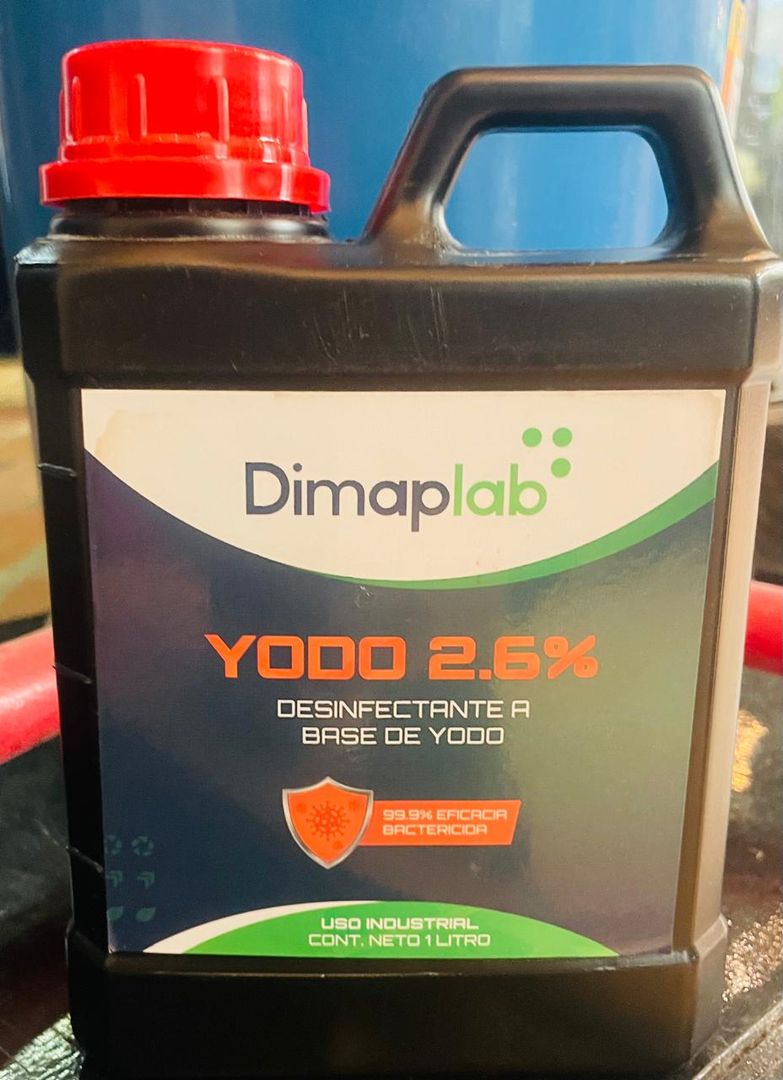 Dimaplab
YODO 2.6%
DESINFECTANTE A
BASE DE YODO
99.9% EFICACIA
BACTERICIDA
USO INDUSTRIAL
CONT. NETO 1 LITRO